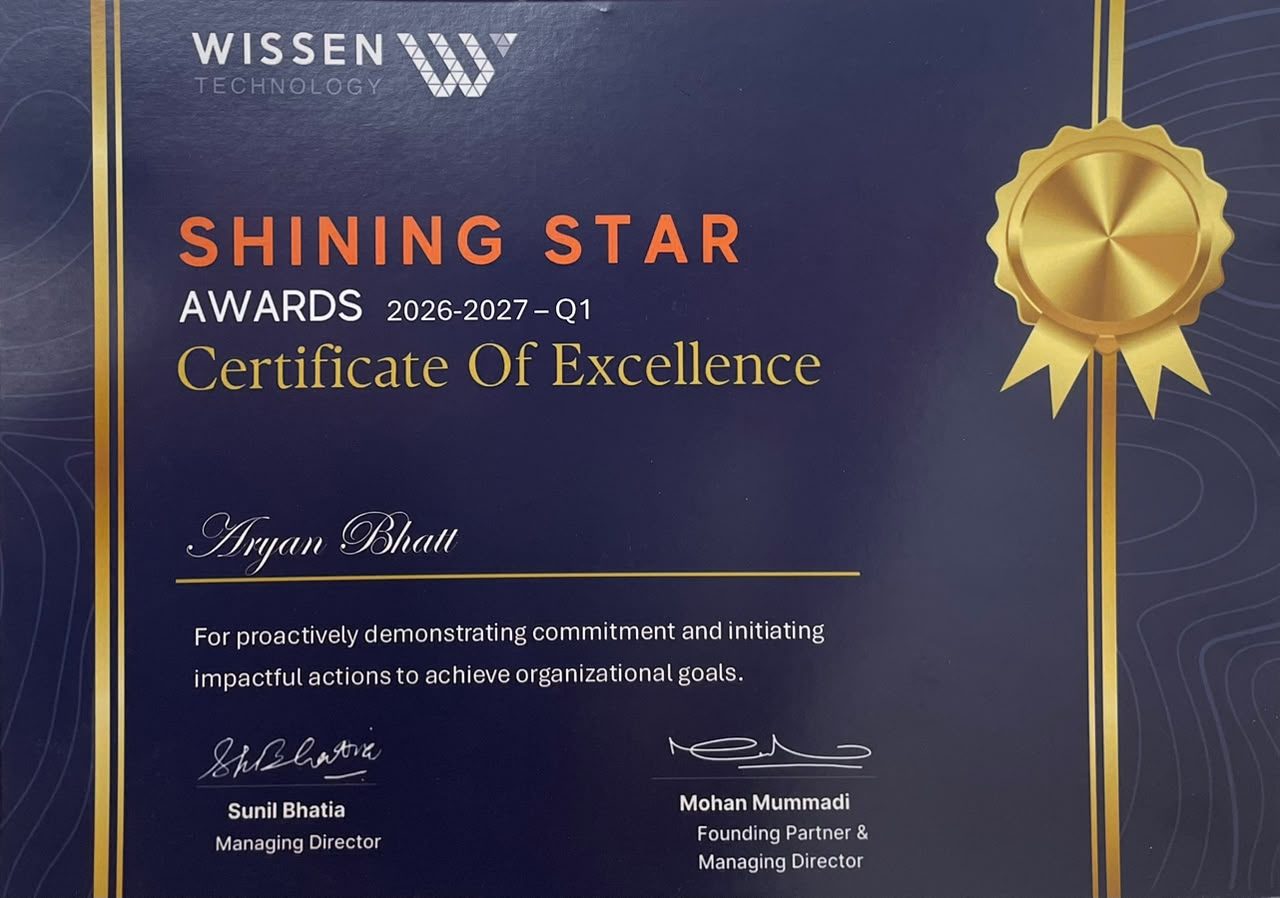 WISSEN
TECHNOLOGY
SHINING STAR
AWARDS 2026-2027 – Q1
Certificate Of Excellence
Aryan Bhatt
For proactively demonstrating commitment and initiating
impactful actions to achieve organizational goals.
Sunil Bhatia
Managing Director
Mohan Mummadi
Founding Partner &
Managing Director